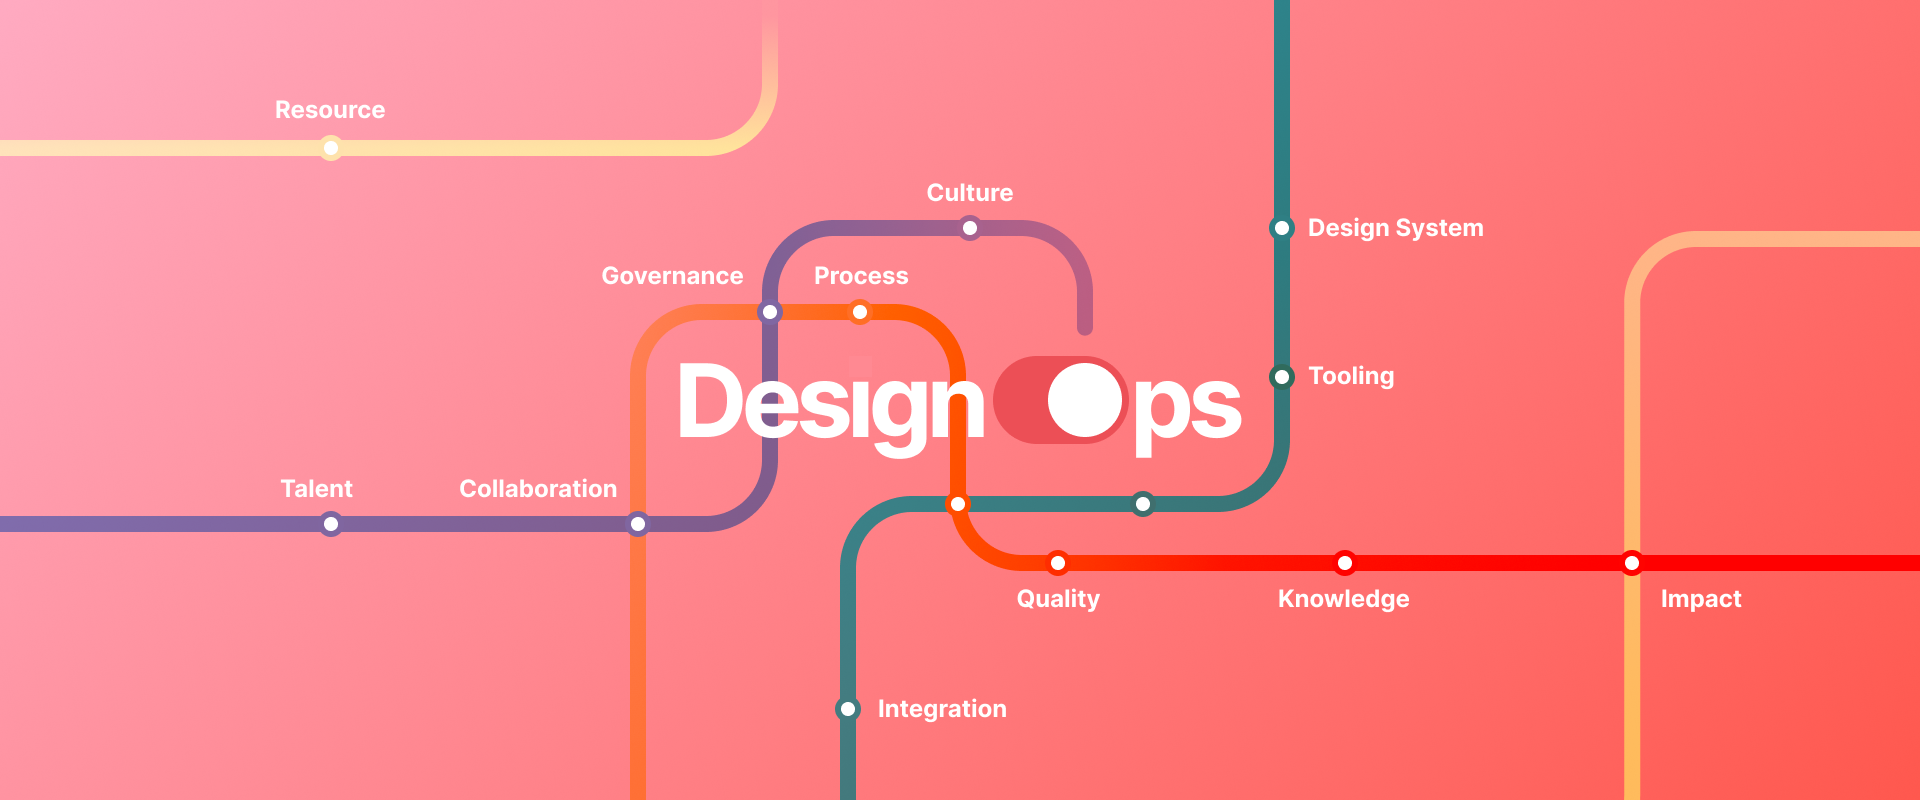 Resource
Culture
Design System
Governance
Process
Tooling
DesignOps
Talent
Collaboration
Quality
Knowledge
Impact
Integration